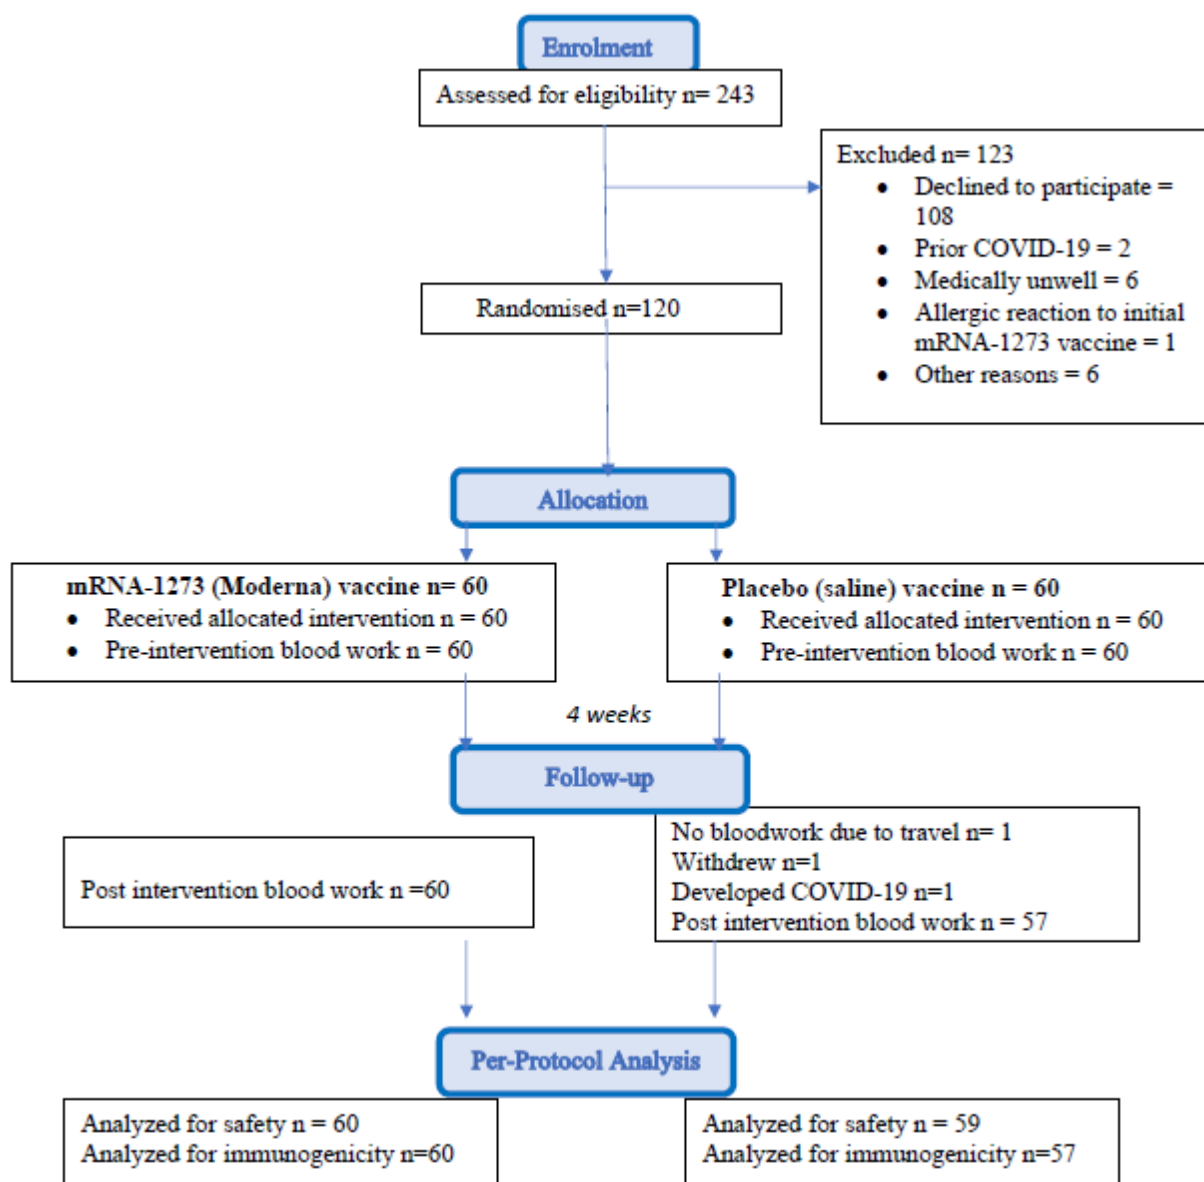 Enrolment
Assessed for eligibility n= 243
Excluded n= 123
• Declined to participate =
108
• Prior COVID-19 = 2
• Medically unwell = 6
• Allergic reaction to initial
mRNA-1273 vaccine = 1
• Other reasons = 6
Randomised n=120
Allocation
mRNA-1273 (Moderna) vaccine n= 60
• Received allocated intervention n = 60
• Pre-intervention blood work n = 60
Placebo (saline) vaccine n = 60
• Received allocated intervention n = 60
• Pre-intervention blood work n = 60
4 weeks
Follow-up
Post intervention blood work n =60
No bloodwork due to travel n= 1
Withdrew n=1
Developed COVID-19 n=1
Post intervention blood work n = 57
Per-Protocol Analysis
Analyzed for safety n = 60
Analyzed for immunogenicity n=60
Analyzed for safety n = 59
Analyzed for immunogenicity n=57